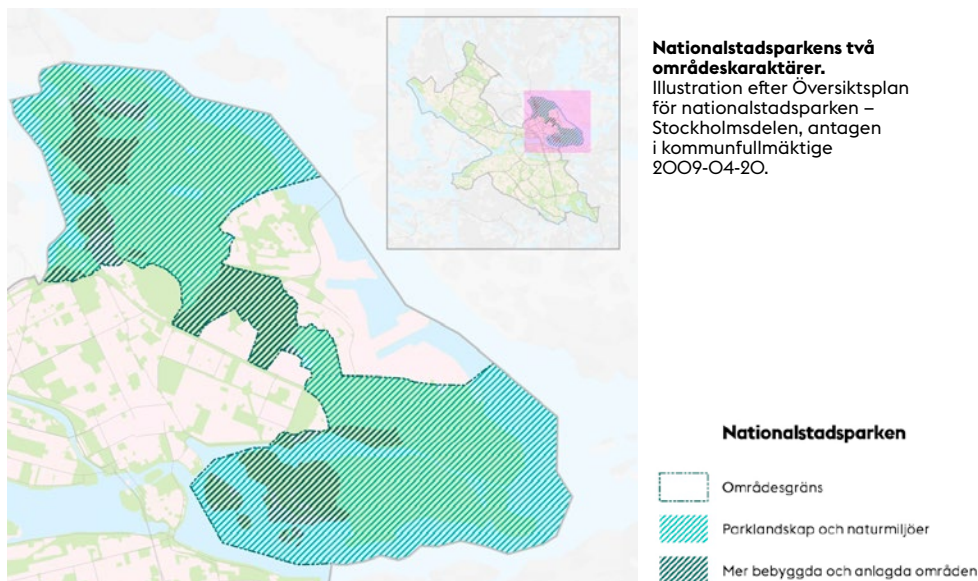 Nationalstadsparkens två
områdeskaraktärer.
Illustration efter Översiktsplan
för nationalstadsparken –
Stockholmsdelen, antagen
i kommunfullmäktige
2009-04-20.
Nationalstadsparken
Områdesgräns
Parklandskap och naturmiljöer
Mer bebyggda och anlagda områden